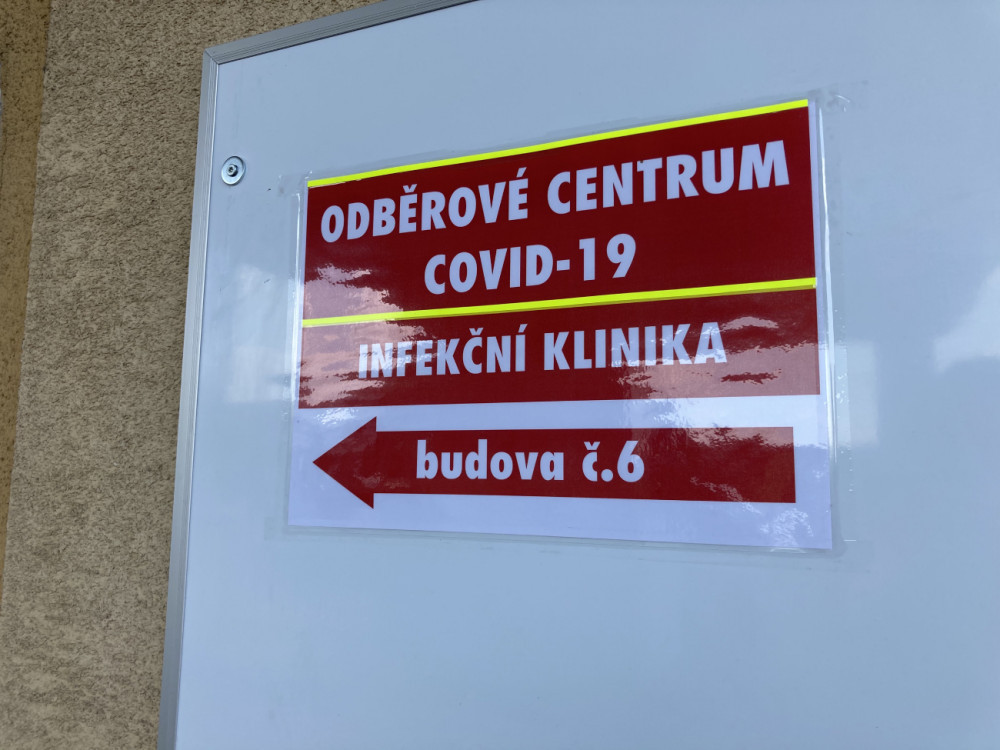 ODBĚROVÉ CENTRUM
COVID-19
INFEKČNÍ KLINIKA
budova č.6